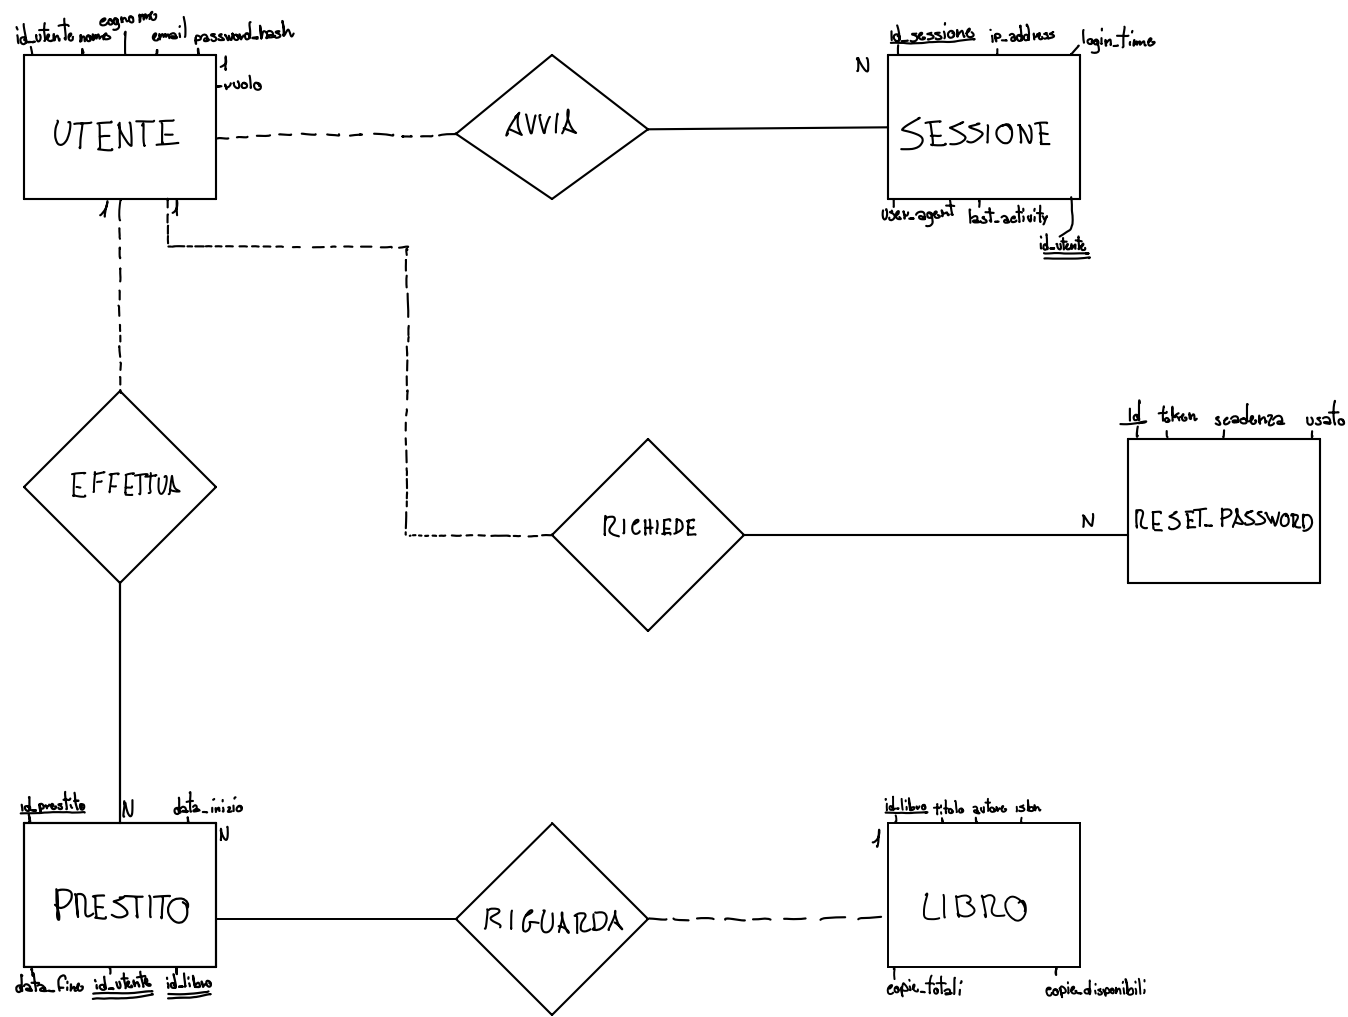 id_utente nome cognome email password_hash
1
ruolo
UTENTE
1
1
AVVIA
id_sessione ip_address login_time
N
SESSIONE
user_agent last_activity
id_utente
EFFETTUA
RICHIEDE
Id token scadenza usato
N
RESET_PASSWORD
id_prestito N data_inizio
N
PRESTITO
data_fine id_utente id_libro
RIGUARDA
id_libro titolo autore isbn
1
LIBRO
copie_totali copie_disponibili